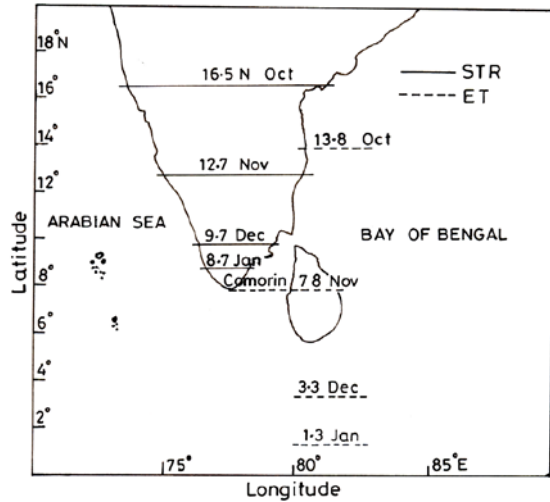 18°N
16.5 N Oct
STR
16°
ET
13·8 Oct
14°
12.7 Nov
12°
ARABIAN SEA
9.7 Dec
BAY OF BENGAL
10°
8·7 Jan
8°
Comorin 7 8 Nov
6°
4°
3·3 Dec
2°
1·3 Jan
75°
80°
85°E
Latitude
Longitude